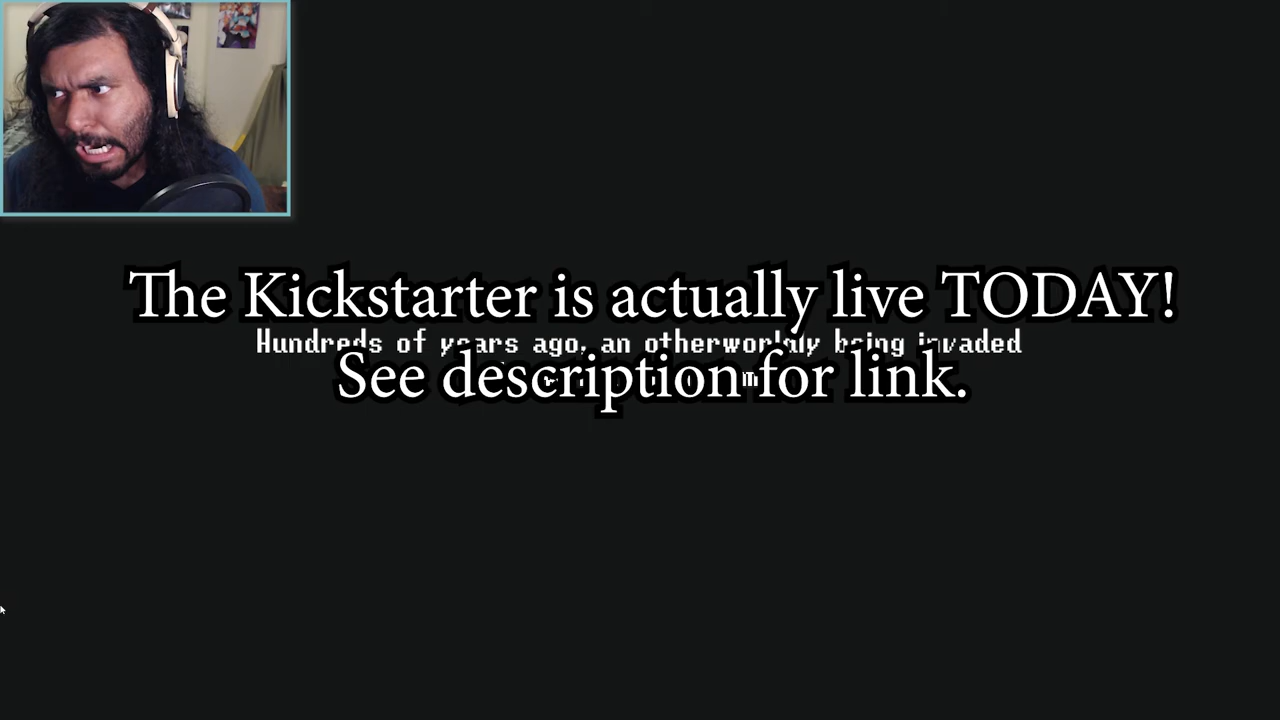 The Kickstarter is actually live TODAY!
Hundreds of years ago, an otherworldly being invaded
See description for link.